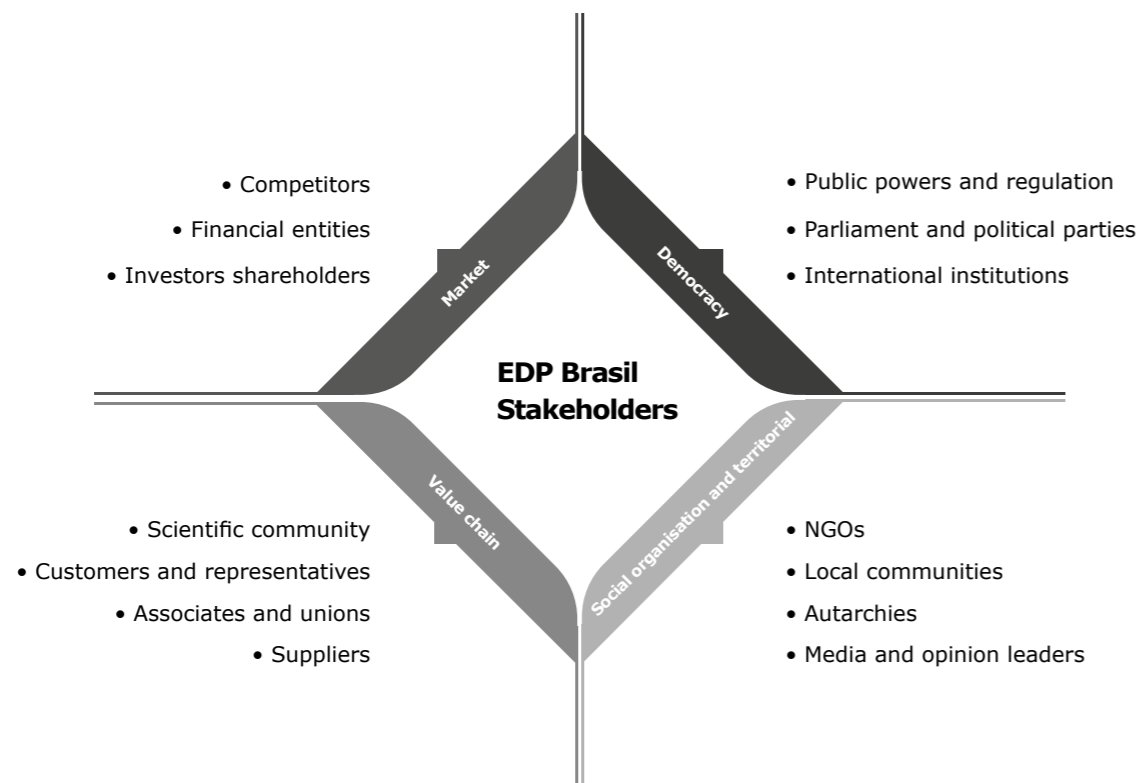 • Competitors
• Financial entities
• Investors shareholders
Market
• Public powers and regulation
• Parliament and political parties
• International institutions
Democracy
EDP Brasil
Stakeholders
Value chain
• Scientific community
• Customers and representatives
• Associates and unions
• Suppliers
Social organisation and territorial
• NGOs
• Local communities
• Autarchies
• Media and opinion leaders